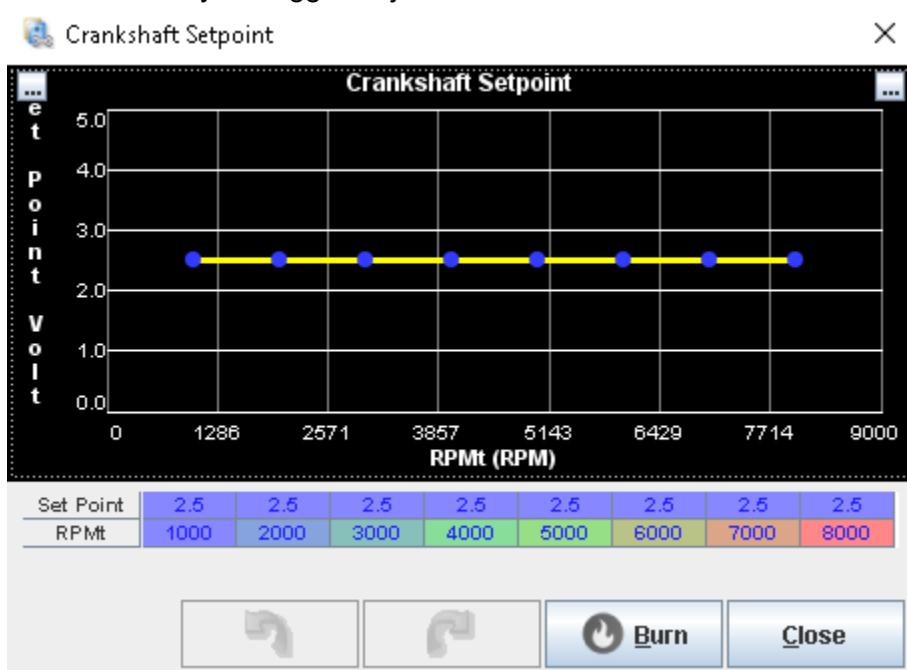 Crankshaft Setpoint
Crankshaft Setpoint
...
...
et Point Volt
5.0
4.0
3.0
2.0
1.0
0.0
0 1286 2571 3857 5143 6429 7714 9000
RPMt (RPM)
Set Point 2.5 2.5 2.5 2.5 2.5 2.5 2.5 2.5
RPMt 1000 2000 3000 4000 5000 6000 7000 8000
Burn Close